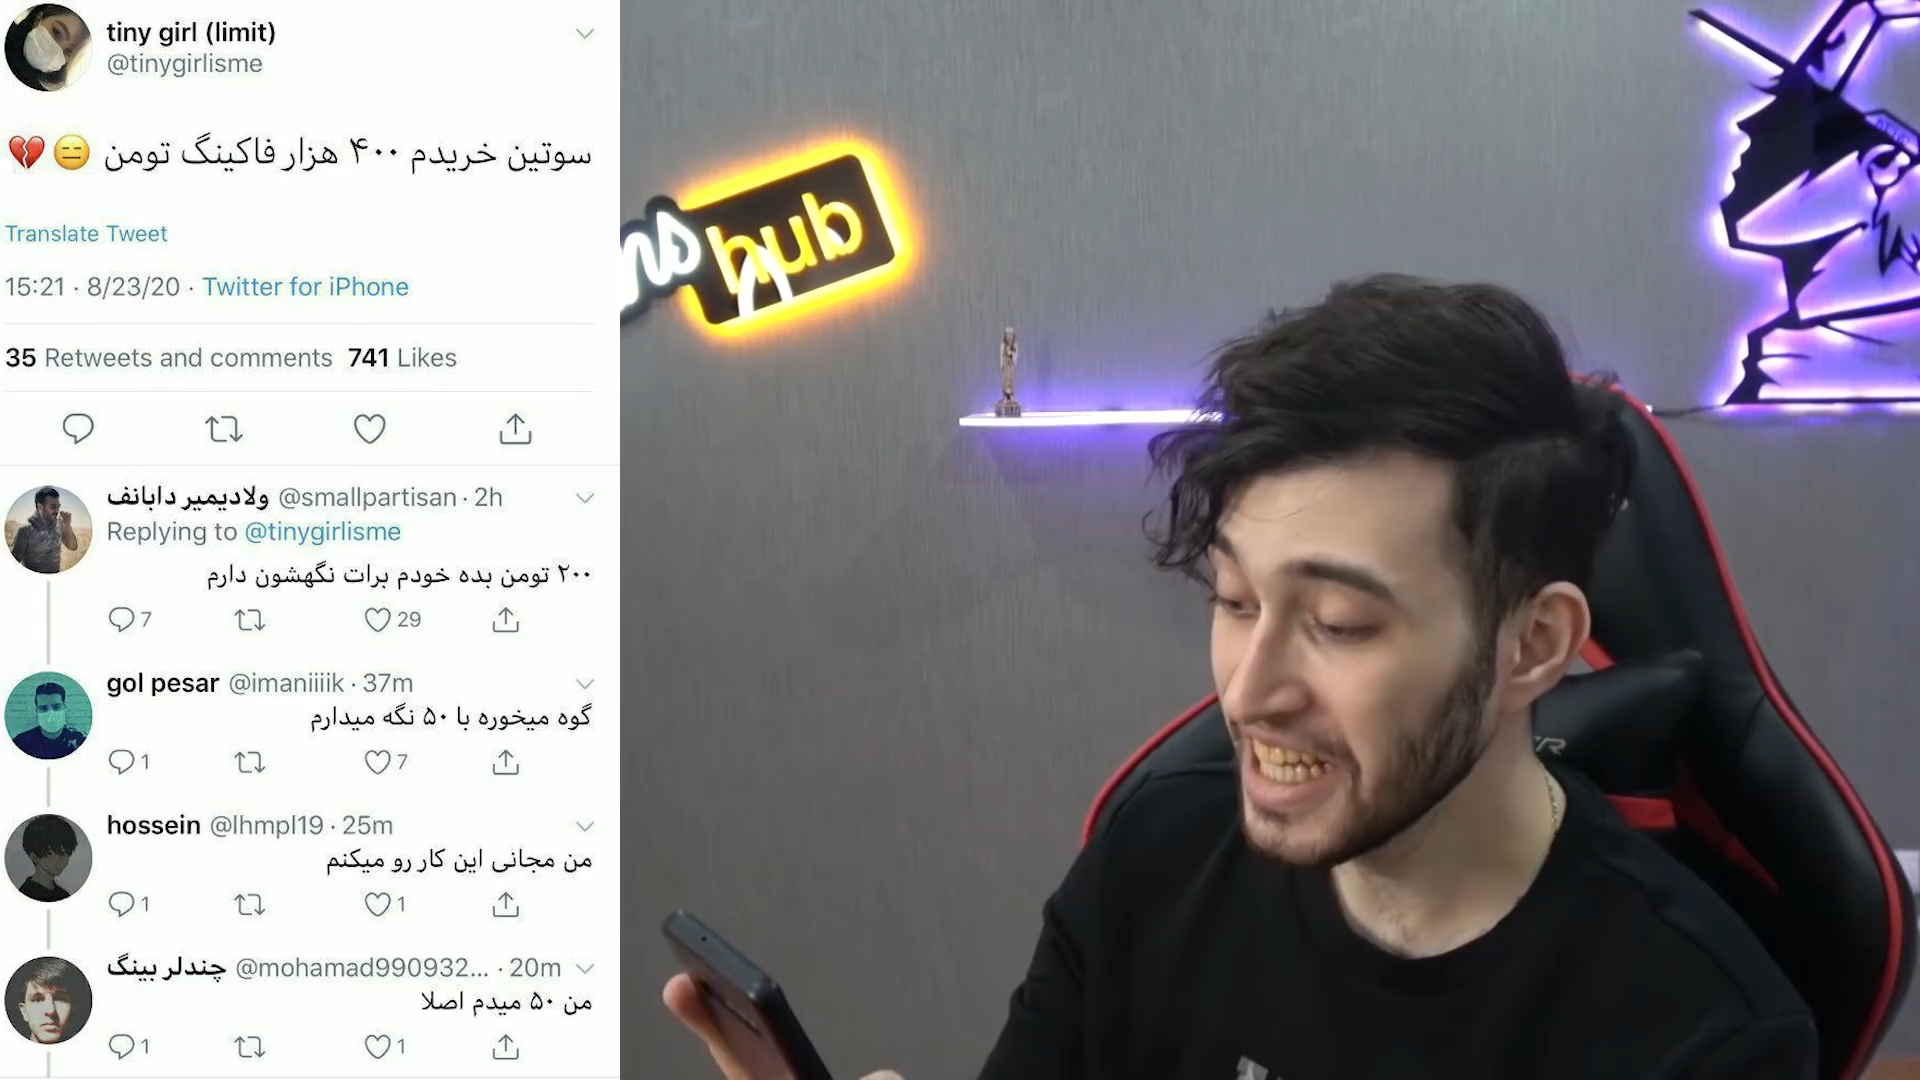 tiny girl (limit)
@tinygirlisme
سوتین خریدم ۴۰۰ هزار فاکینگ تومن 😑 💔
Translate Tweet
15:21 · 8/23/20 · Twitter for iPhone
35 Retweets and comments 741 Likes
ولادیمیر دابانف @smallpartisan · 2h
Replying to @tinygirlisme
۲۰۰ تومن بده خودم برات نگهشون دارم
7 29
gol pesar @imaniiiik · 37m
گوه میخوره با ۵۰ نگه میدارم
1 7
hossein @lhmpl19 · 25m
من مجانی این کار رو میکنم
1 1
چندلر بینگ @mohamad990932... · 20m
من ۵۰ میدم اصلا
1 1
hub